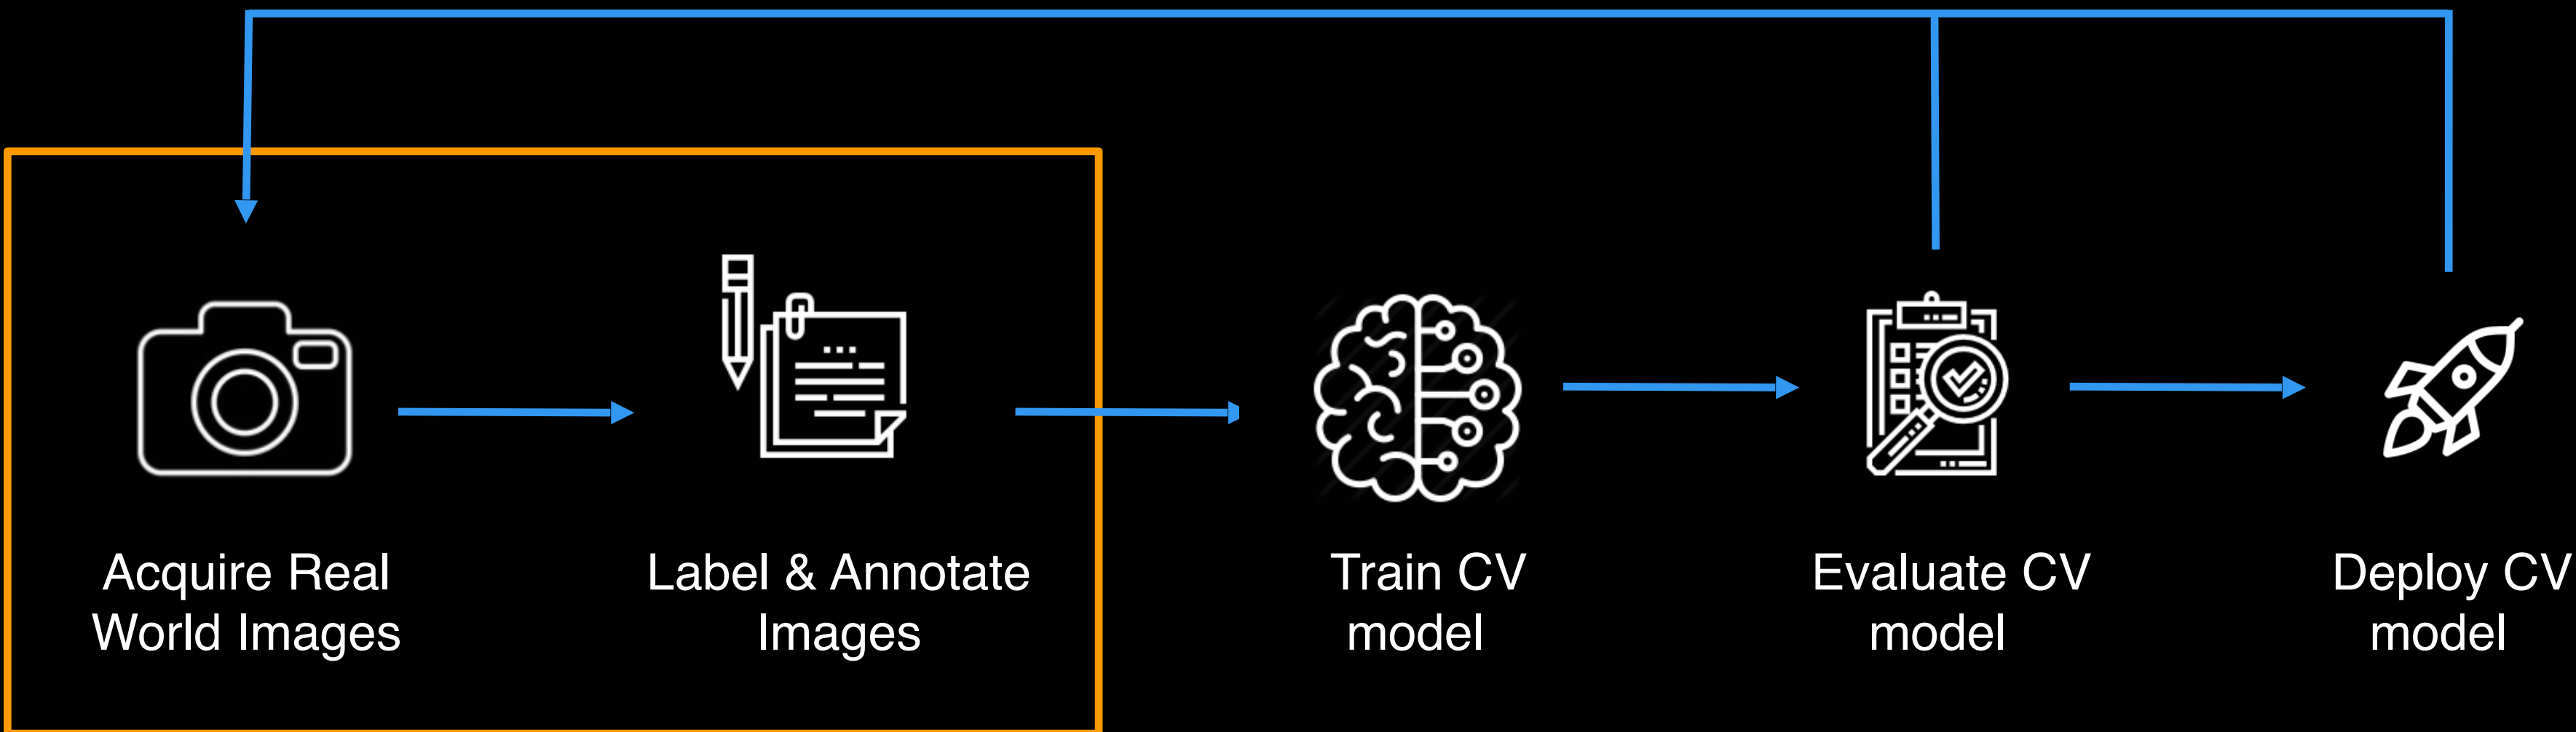 Acquire Real
World Images
Label & Annotate
Images
Train CV
model
Evaluate CV
model
Deploy CV
model